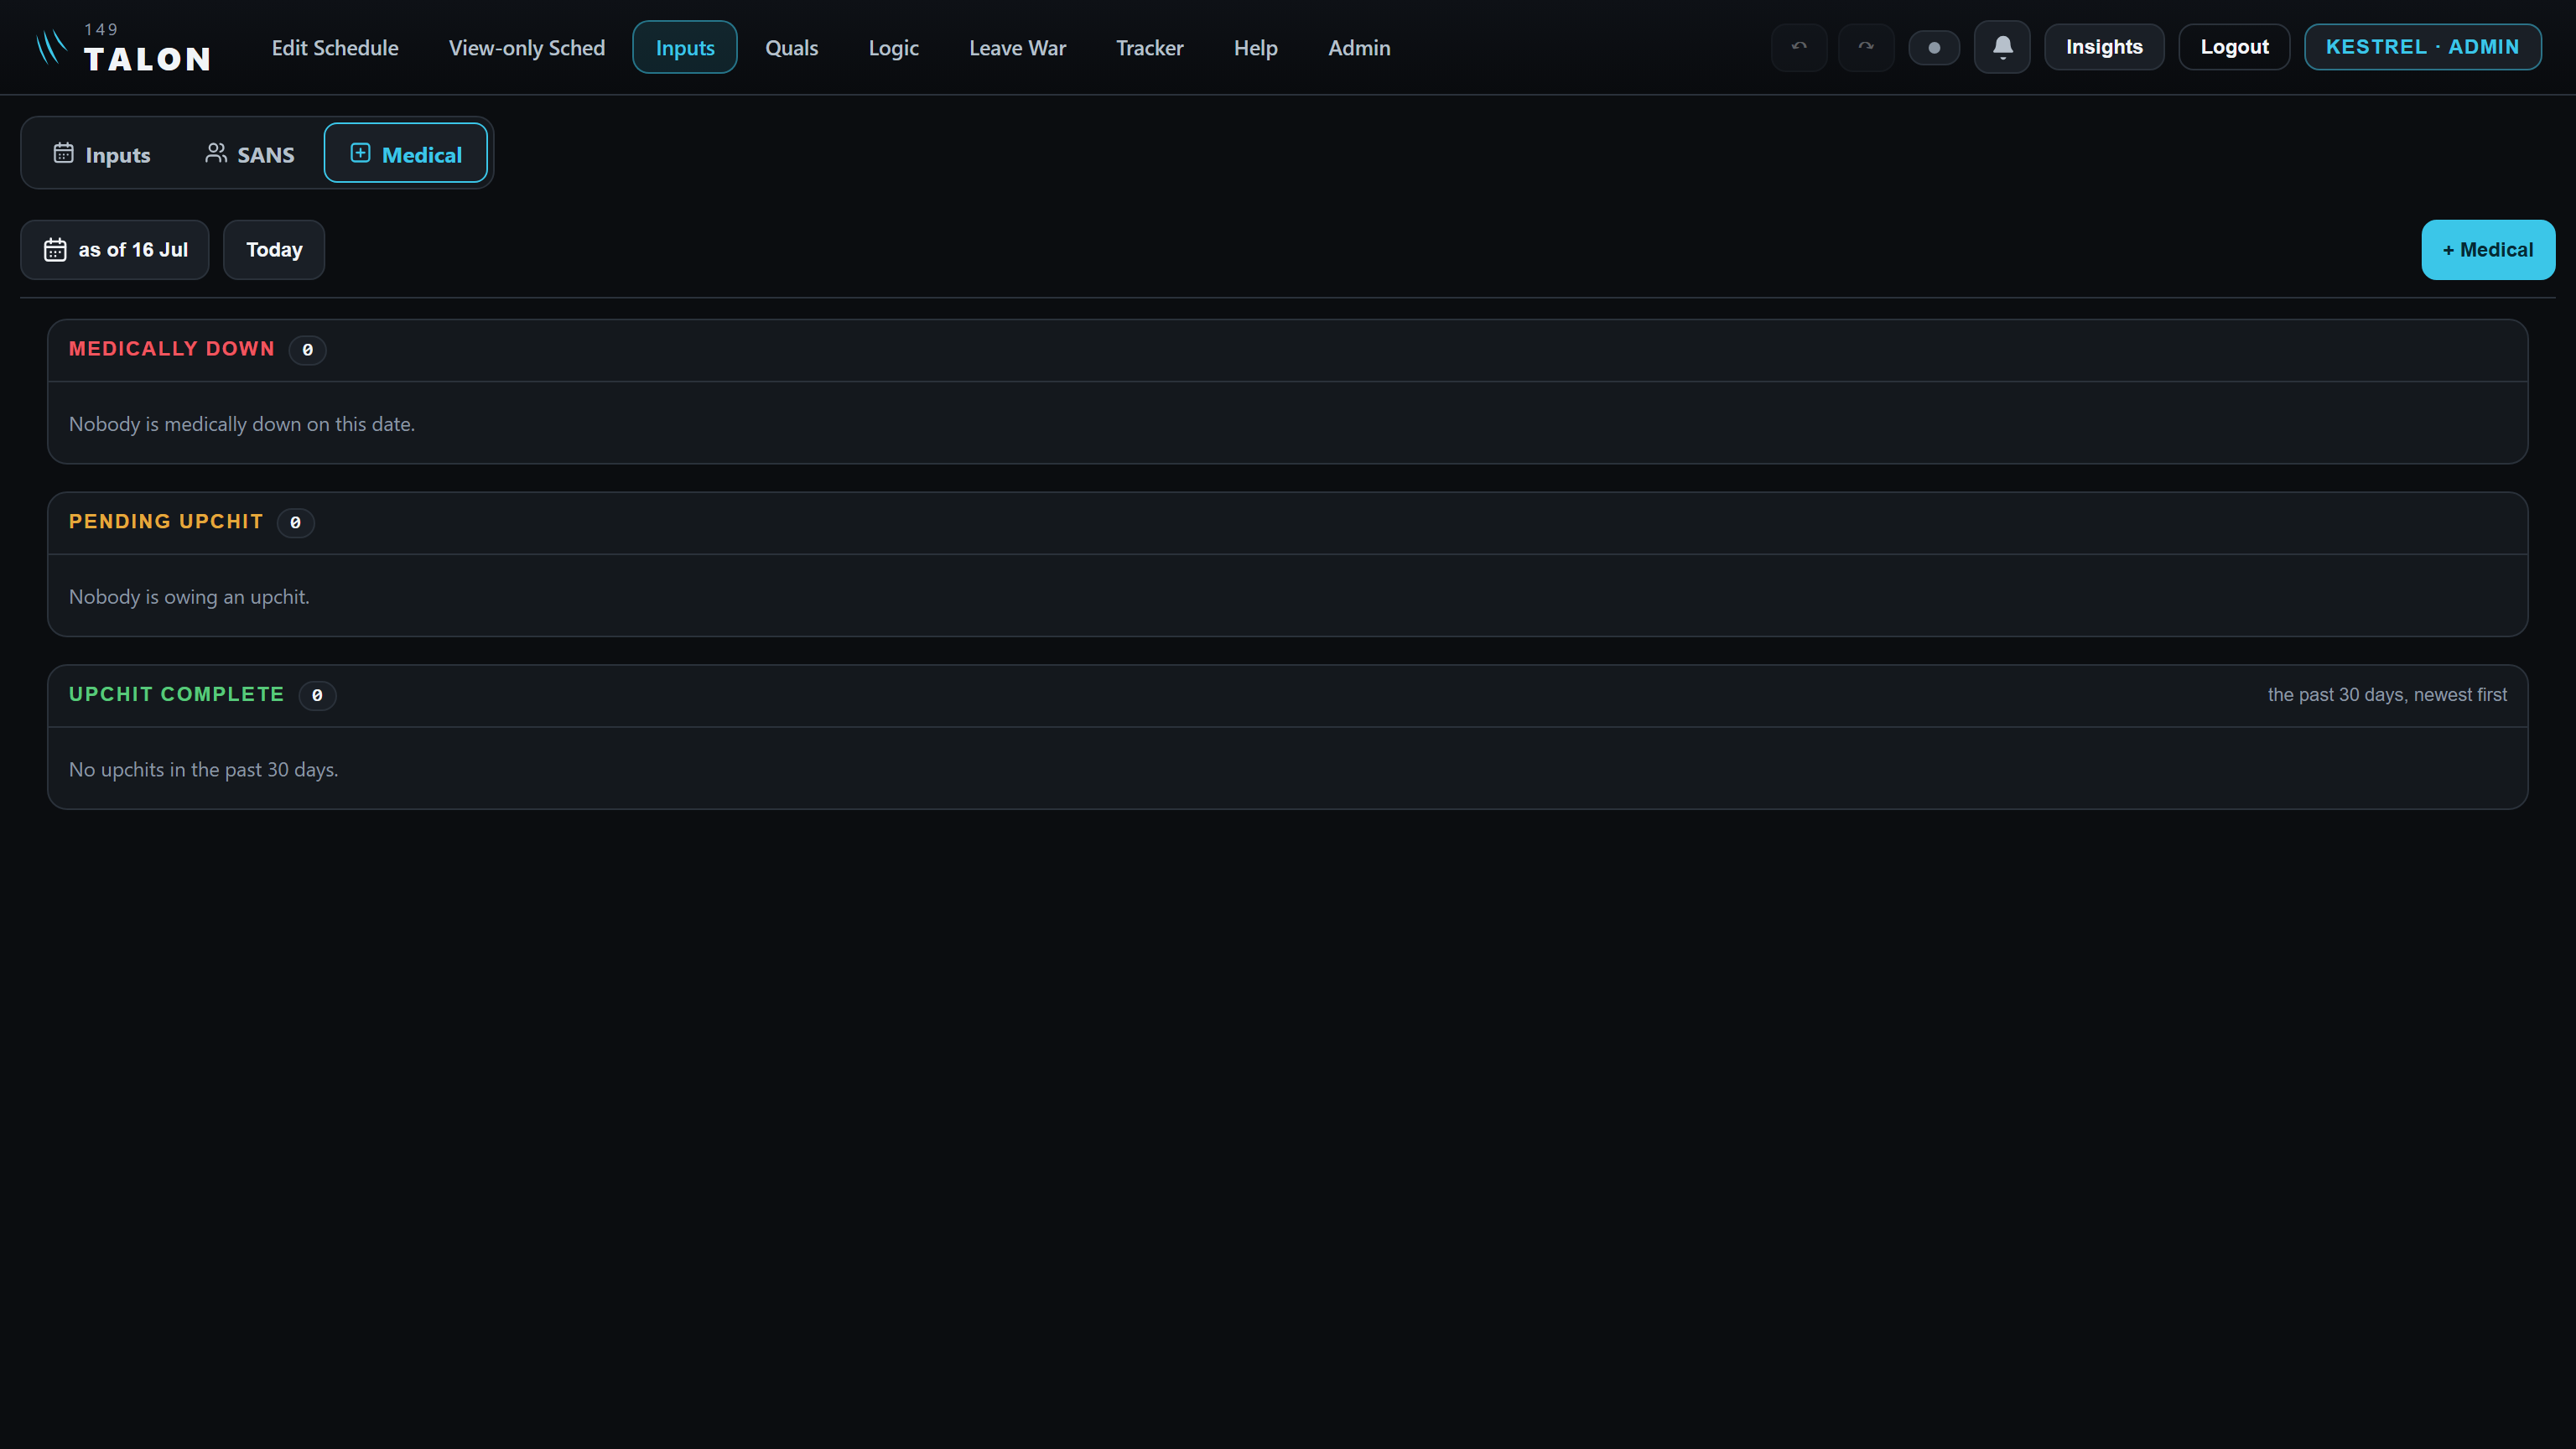 149
TALON
Edit Schedule
View-only Sched
Inputs
Quals
Logic
Leave War
Tracker
Help
Admin
Insights
Logout
KESTREL · ADMIN
Inputs
SANS
Medical
as of 16 Jul
Today
+ Medical
MEDICALLY DOWN 0
Nobody is medically down on this date.
PENDING UPCHIT 0
Nobody is owing an upchit.
UPCHIT COMPLETE 0
the past 30 days, newest first
No upchits in the past 30 days.